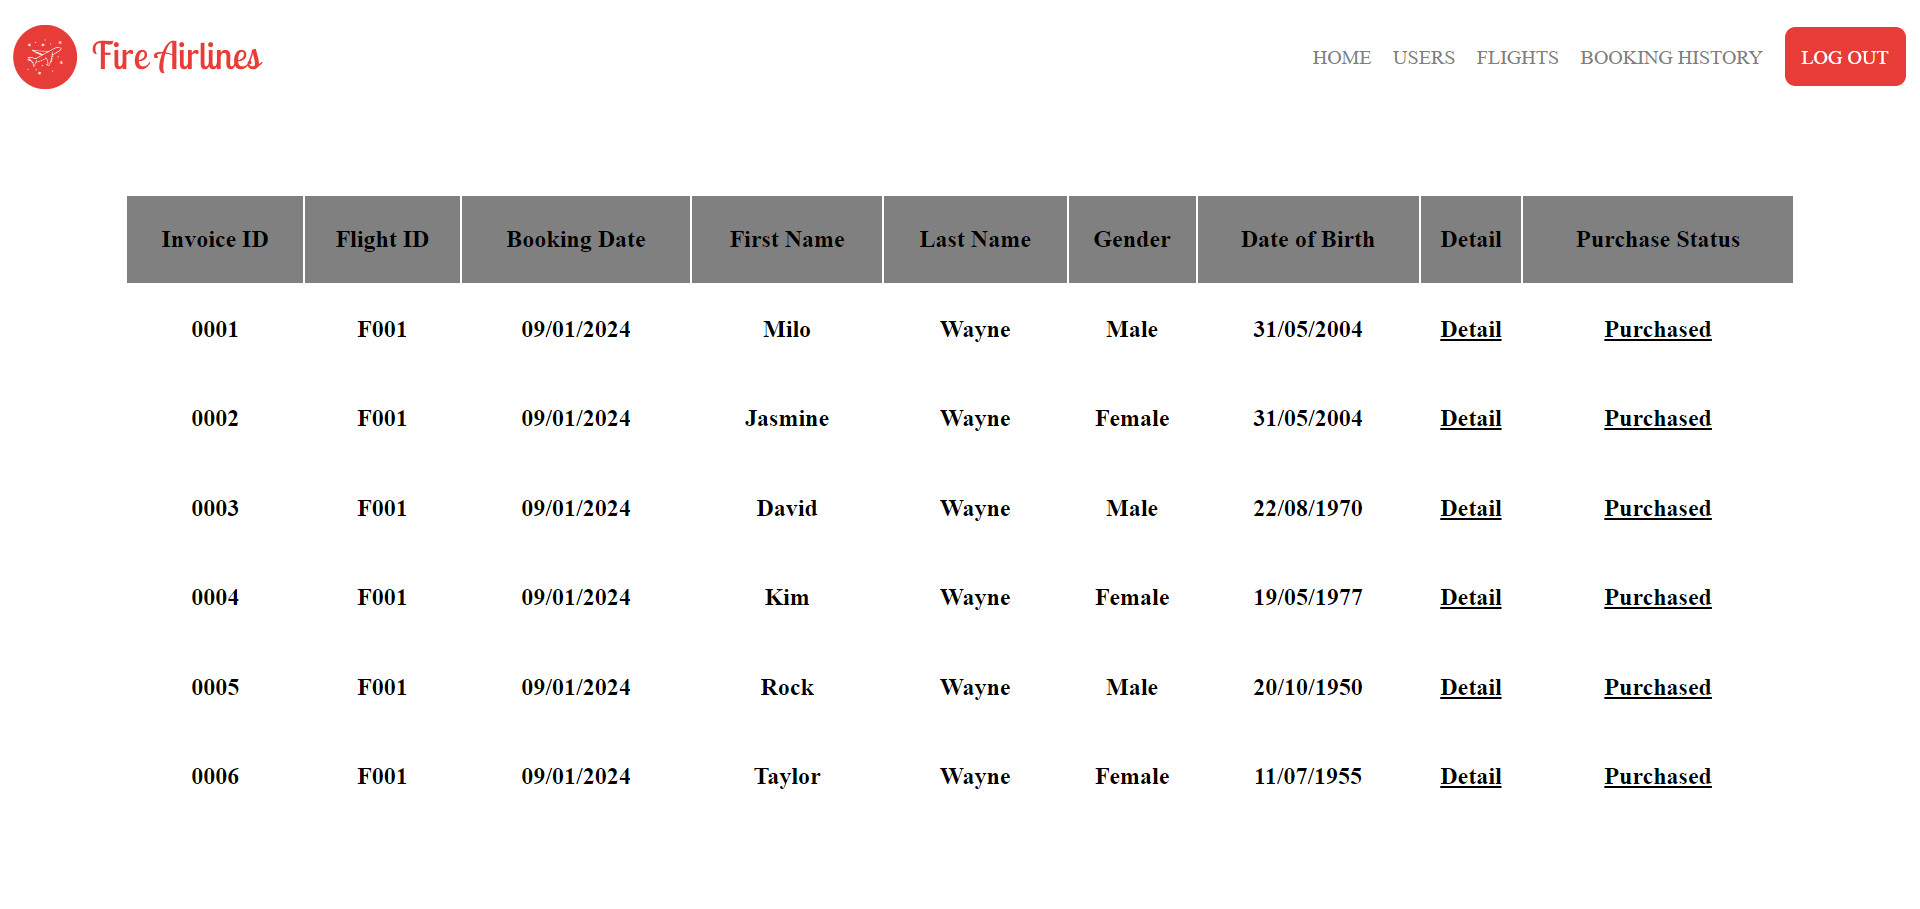 Fire Airlines
HOME USERS FLIGHTS BOOKING HISTORY LOG OUT
Invoice ID Flight ID Booking Date First Name Last Name Gender Date of Birth Detail Purchase Status
0001 F001 09/01/2024 Milo Wayne Male 31/05/2004 Detail Purchased
0002 F001 09/01/2024 Jasmine Wayne Female 31/05/2004 Detail Purchased
0003 F001 09/01/2024 David Wayne Male 22/08/1970 Detail Purchased
0004 F001 09/01/2024 Kim Wayne Female 19/05/1977 Detail Purchased
0005 F001 09/01/2024 Rock Wayne Male 20/10/1950 Detail Purchased
0006 F001 09/01/2024 Taylor Wayne Female 11/07/1955 Detail Purchased